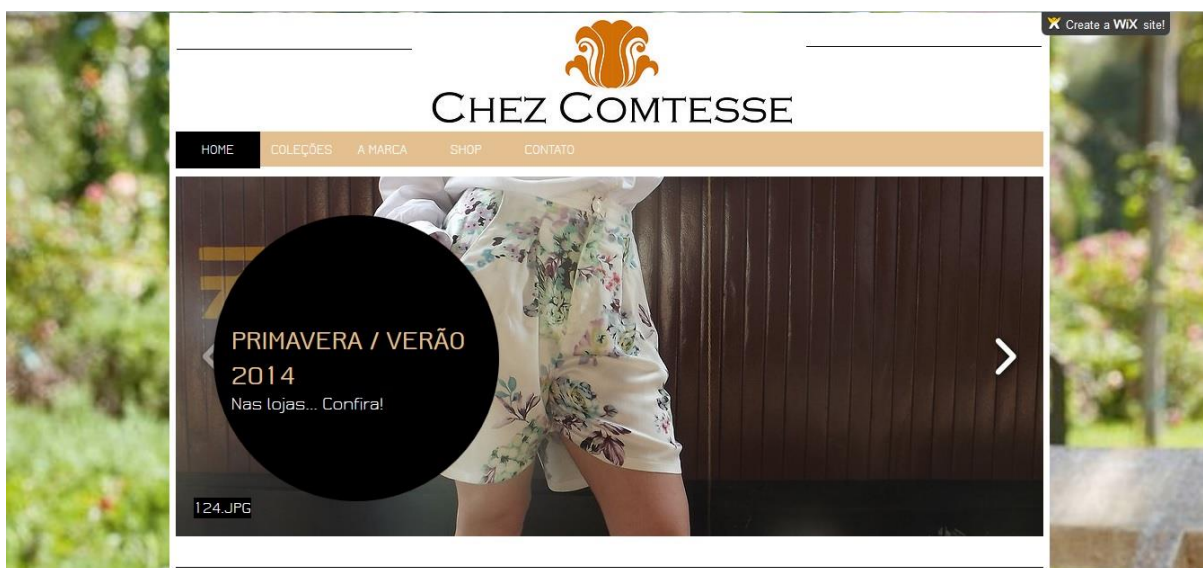 Create a WiX site!
CHEZ COMTESSE
HOME COLEÇÕES A MARCA SHOP CONTATO
PRIMAVERA / VERÃO
2014
Nas lojas... Confira!
124.JPG